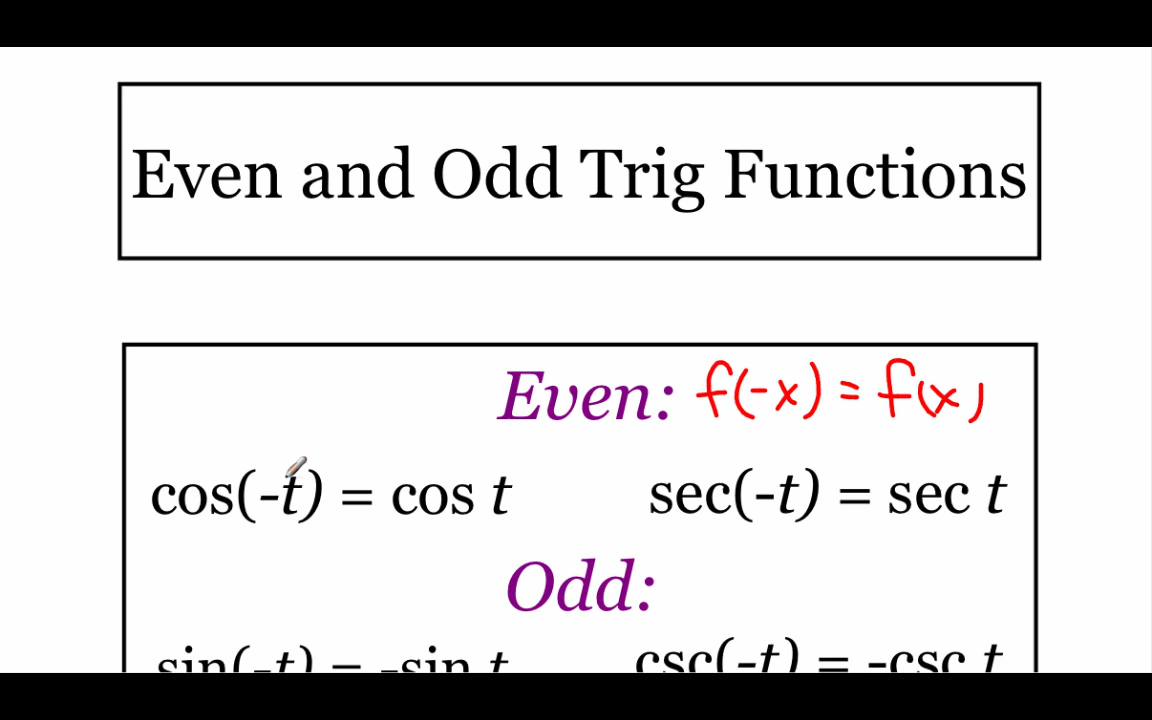 Even and Odd Trig Functions
Even: f(-x) = f(x)
cos(-t) = cos t sec(-t) = sec t
Odd:
sin(-t) = -sin t csc(-t) = -csc t